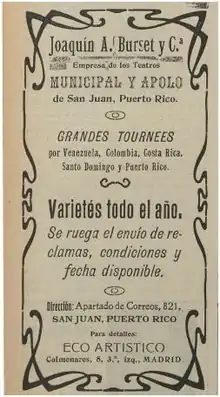 Joaquín A. Burset y C.ª
Empresa de los Teatros
MUNICIPAL Y APOLO
de San Juan, Puerto Rico.
GRANDES TOURNEES
por Venezuela, Colombia, Costa Rica.
Santo Domingo y Puerto Rico.
Varietés todo el año.
Se ruega el envío de re-
clamas, condiciones y
fecha disponible.
Dirección: Apartado de Correos, 821,
SAN JUAN, PUERTO RICO
Para detalles:
ECO ARTISTICO
Colmenares, 8, 3.º, izq., MADRID